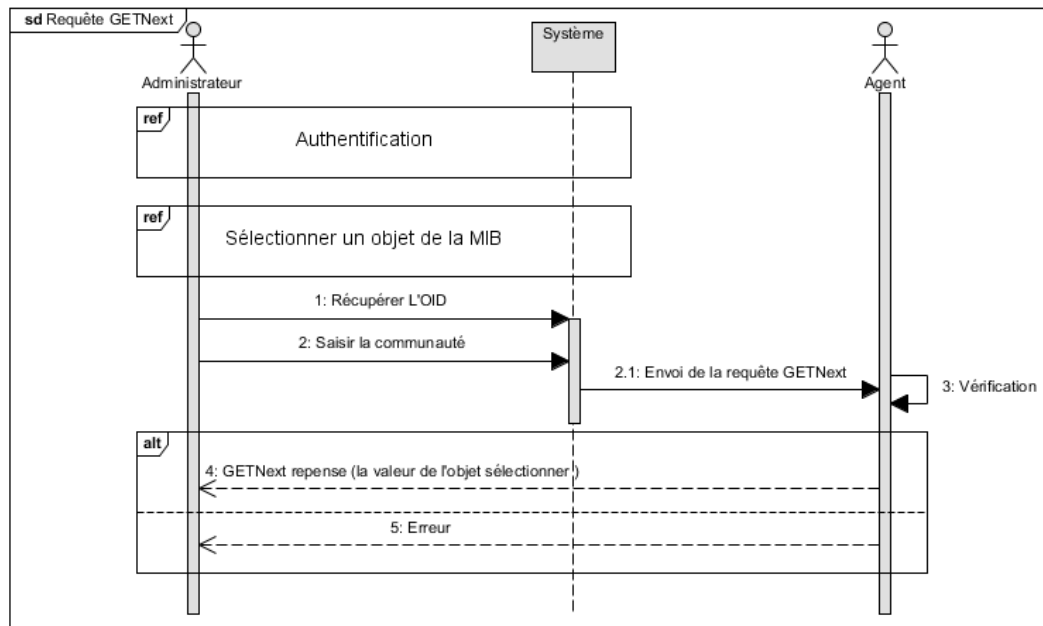 sd Requête GETNext
Système
Administrateur
Agent
ref
Authentification
ref
Sélectionner un objet de la MIB
1: Récupérer L'OID
2: Saisir la communauté
2.1: Envoi de la requête GETNext
3: Vérification
alt
4: GETNext repense (la valeur de l'objet sélectionner )
5: Erreur